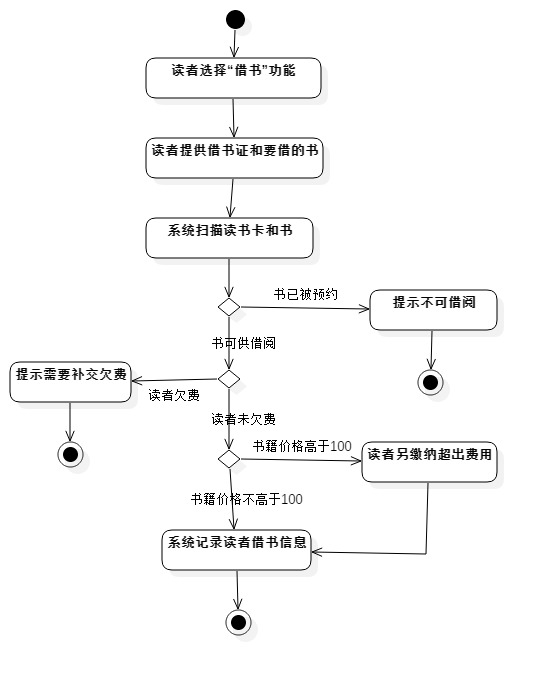 读者选择“借书”功能
读者提供借书证和要借的书
系统扫描读书卡和书
书已被预约
提示不可借阅
书可供借阅
提示需要补交欠费
读者欠费
读者未欠费
书籍价格高于100
读者另缴纳超出费用
书籍价格不高于100
系统记录读者借书信息